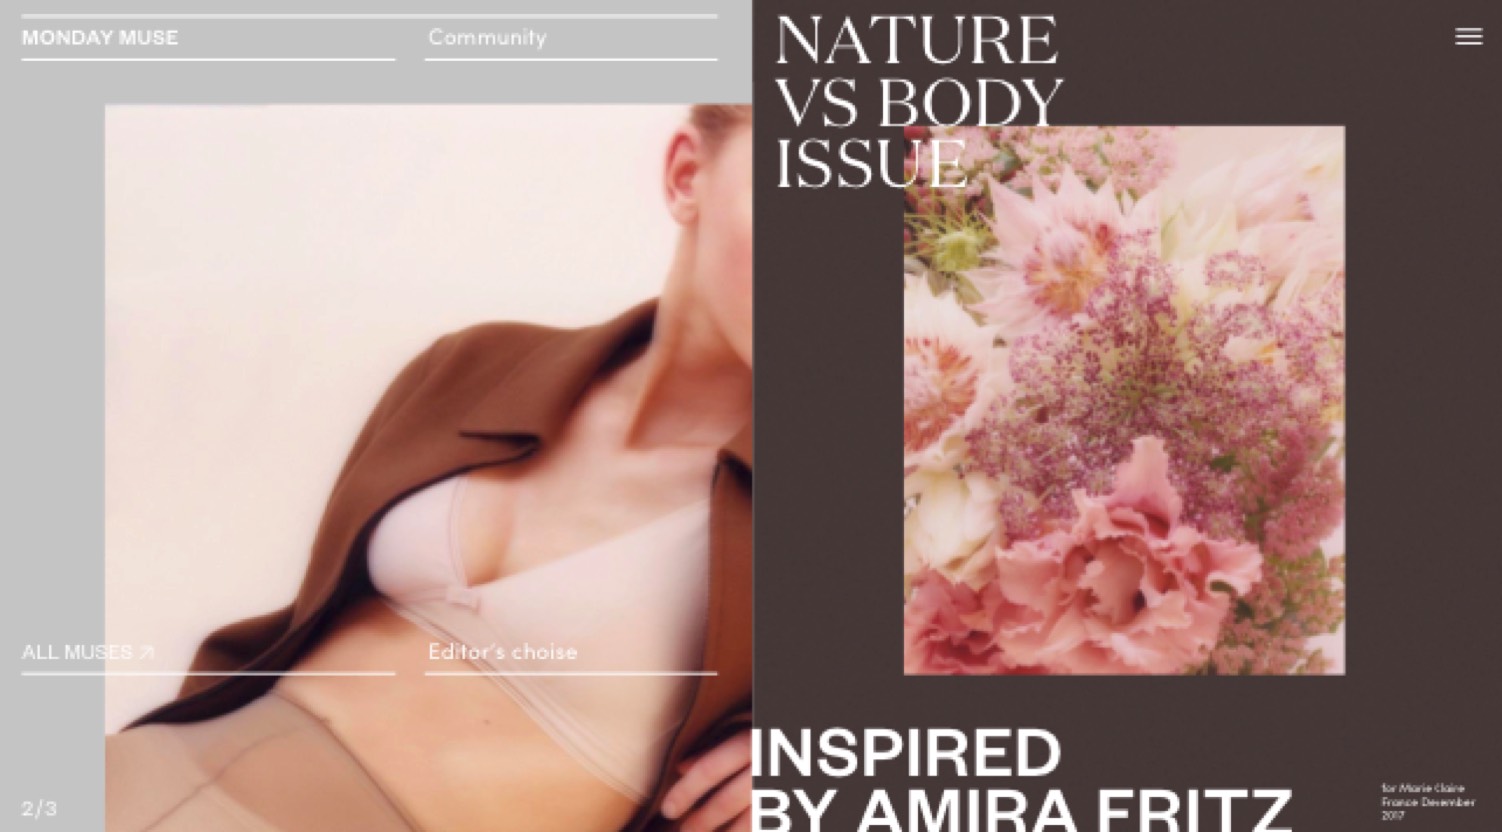 MONDAY MUSE
Community
ALL MUSES ↗
Editor's choise
2/3
NATURE
VS BODY
ISSUE
INSPIRED
BY AMIRA FRITZ
for Marie Claire
France December
2017